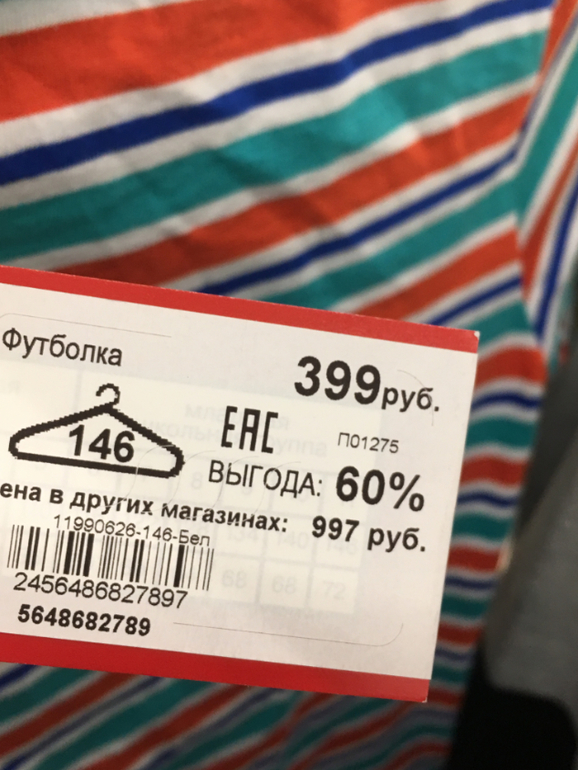 Футболка
399руб.
146
EAC
П01275
ВЫГОДА: 60%
ена в других магазинах: 997 руб.
11990626-146-Бел
2456486827897
5648682789